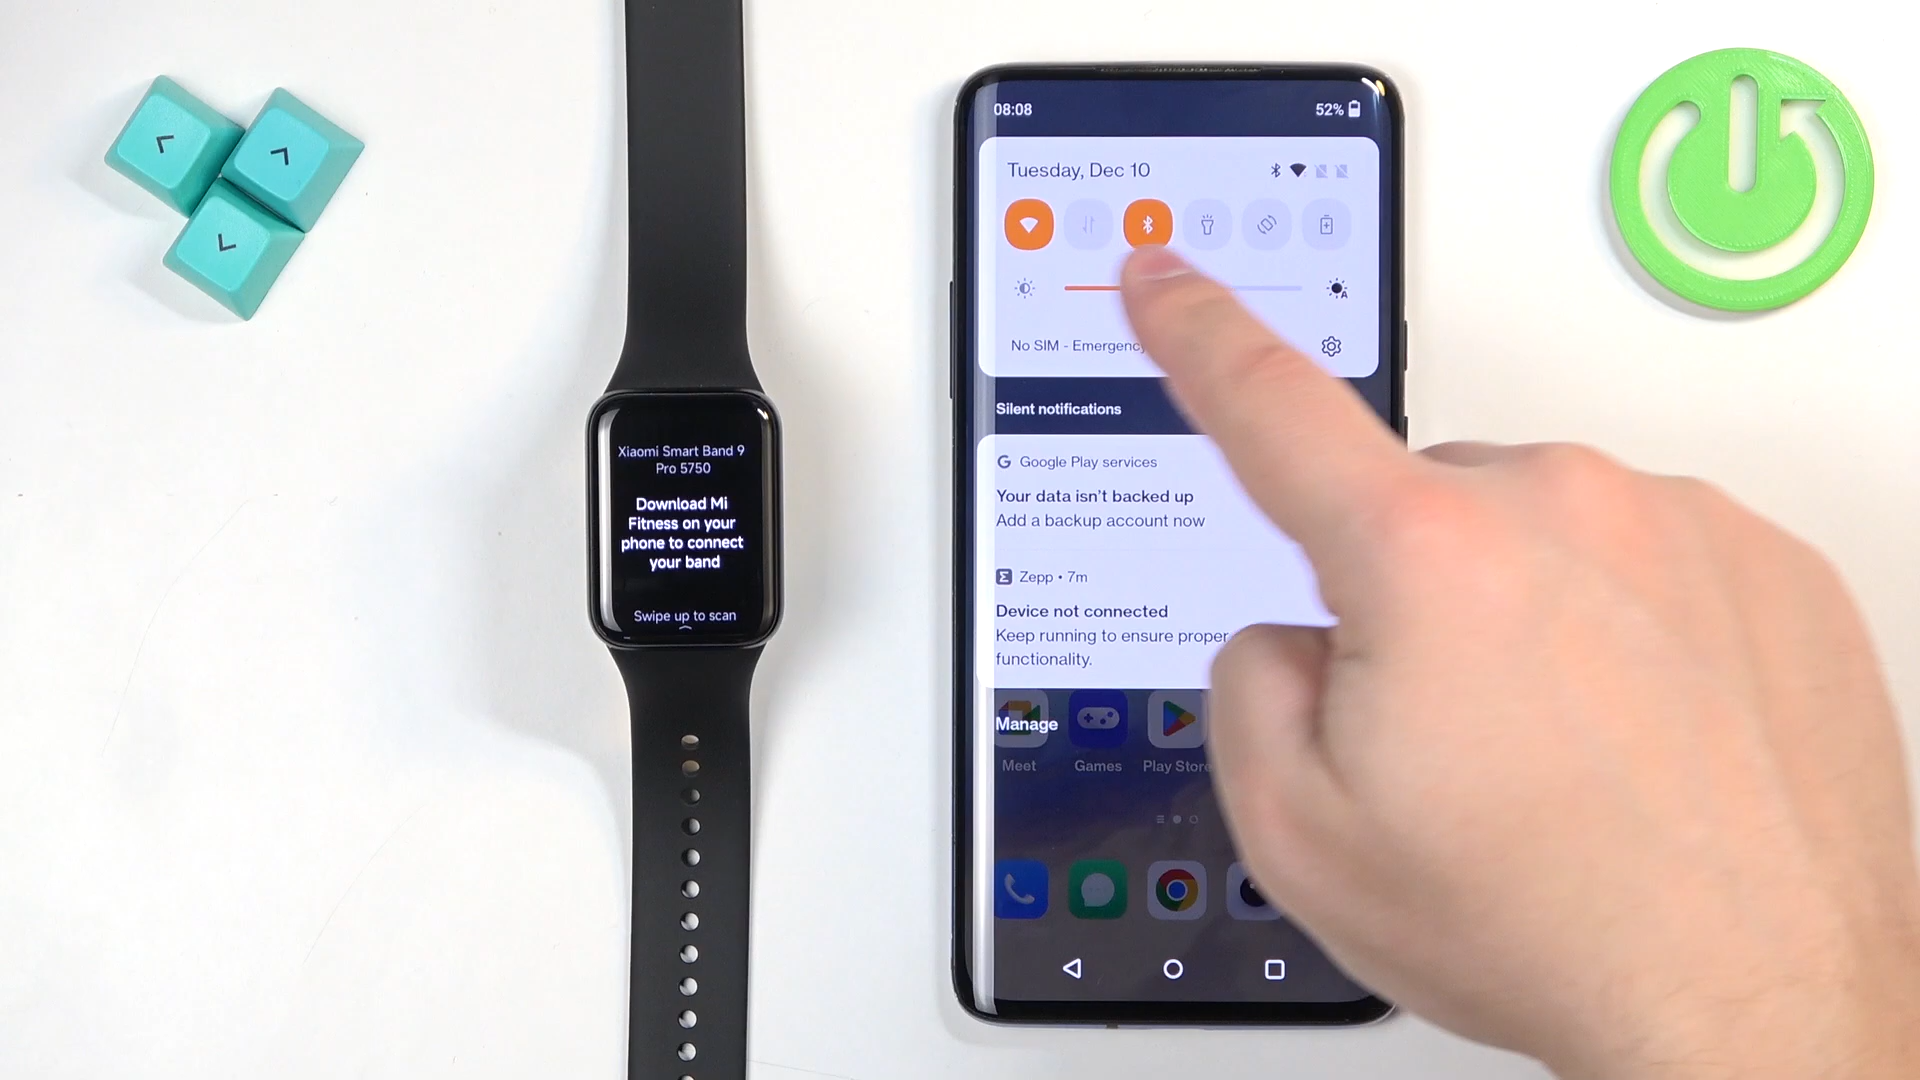 Xiaomi Smart Band 9
Pro 5750
Download Mi
Fitness on your
phone to connect
your band
Swipe up to scan
08:08
52%
Tuesday, Dec 10
No SIM - Emergency
Silent notifications
Google Play services
Your data isn't backed up
Add a backup account now
Zepp • 7m
Device not connected
Keep running to ensure proper
functionality.
Manage
Meet
Games
Play Store